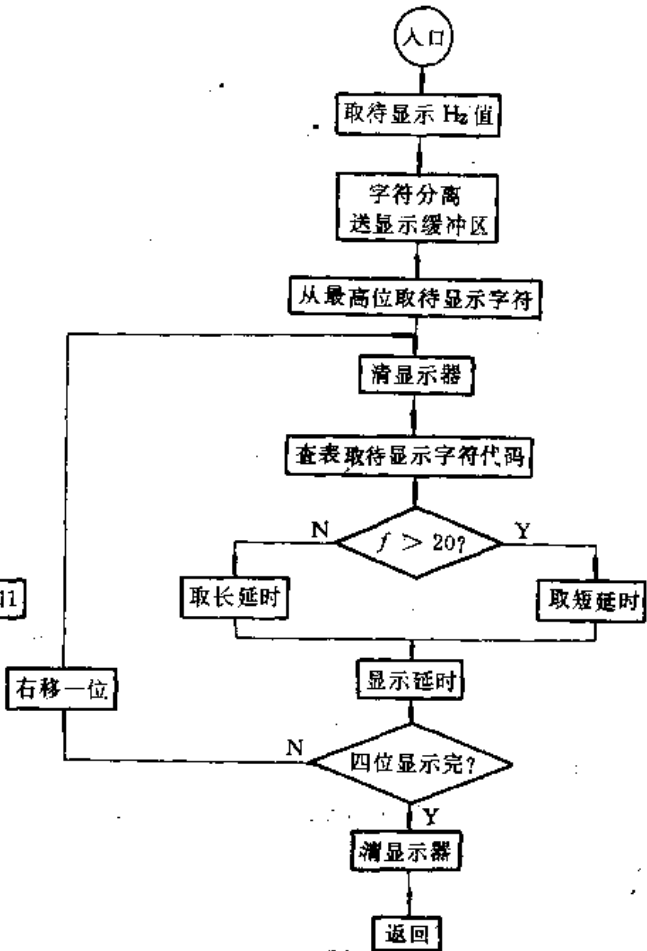 入口
取待显示 Hz 值
字符分离
送显示缓冲区
从最高位取待显示字符
清显示器
查表取待显示字符代码
N
f > 20?
Y
取长延时
取短延时
右移一位
显示延时
N
四位显示完?
Y
清显示器
返回